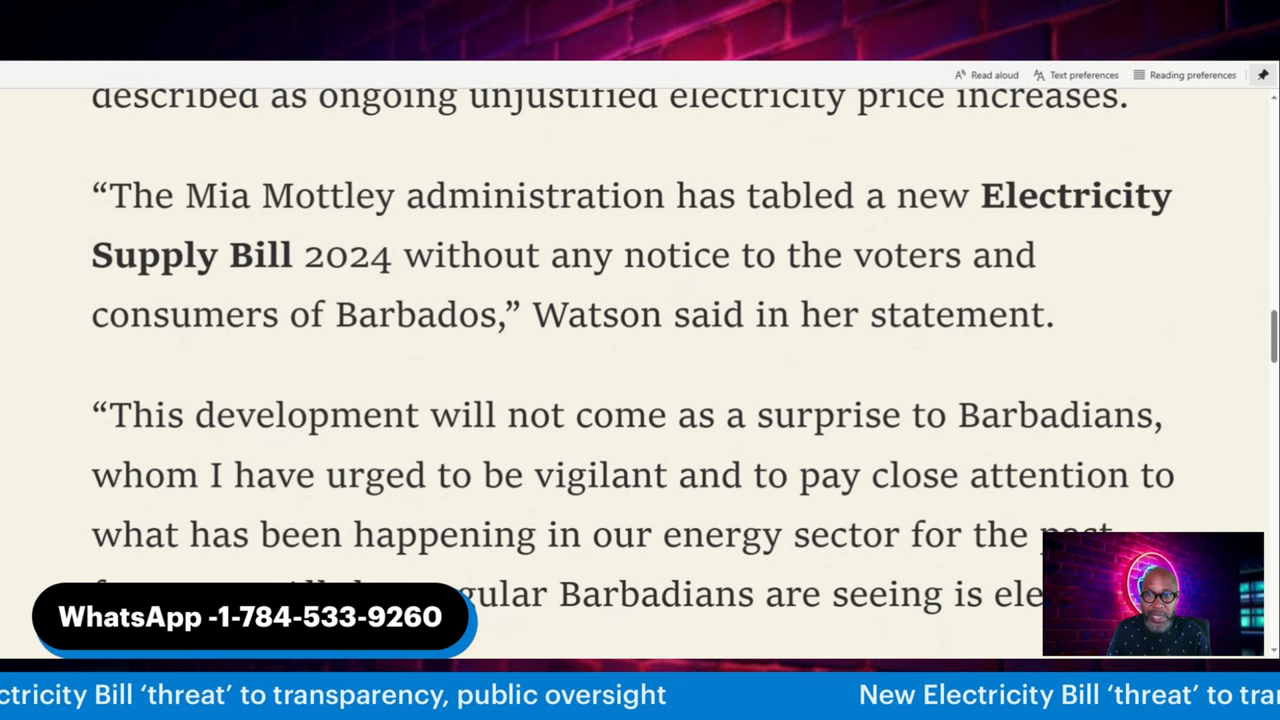 Read aloud Text preferences Reading preferences
described as ongoing unjustified electricity price increases.
“The Mia Mottley administration has tabled a new Electricity
Supply Bill 2024 without any notice to the voters and
consumers of Barbados,” Watson said in her statement.
“This development will not come as a surprise to Barbadians,
whom I have urged to be vigilant and to pay close attention to
what has been happening in our energy sector for the past
gular Barbadians are seeing is ele
WhatsApp -1-784-533-9260
ctricity Bill ‘threat’ to transparency, public oversight New Electricity Bill ‘threat’ to tra